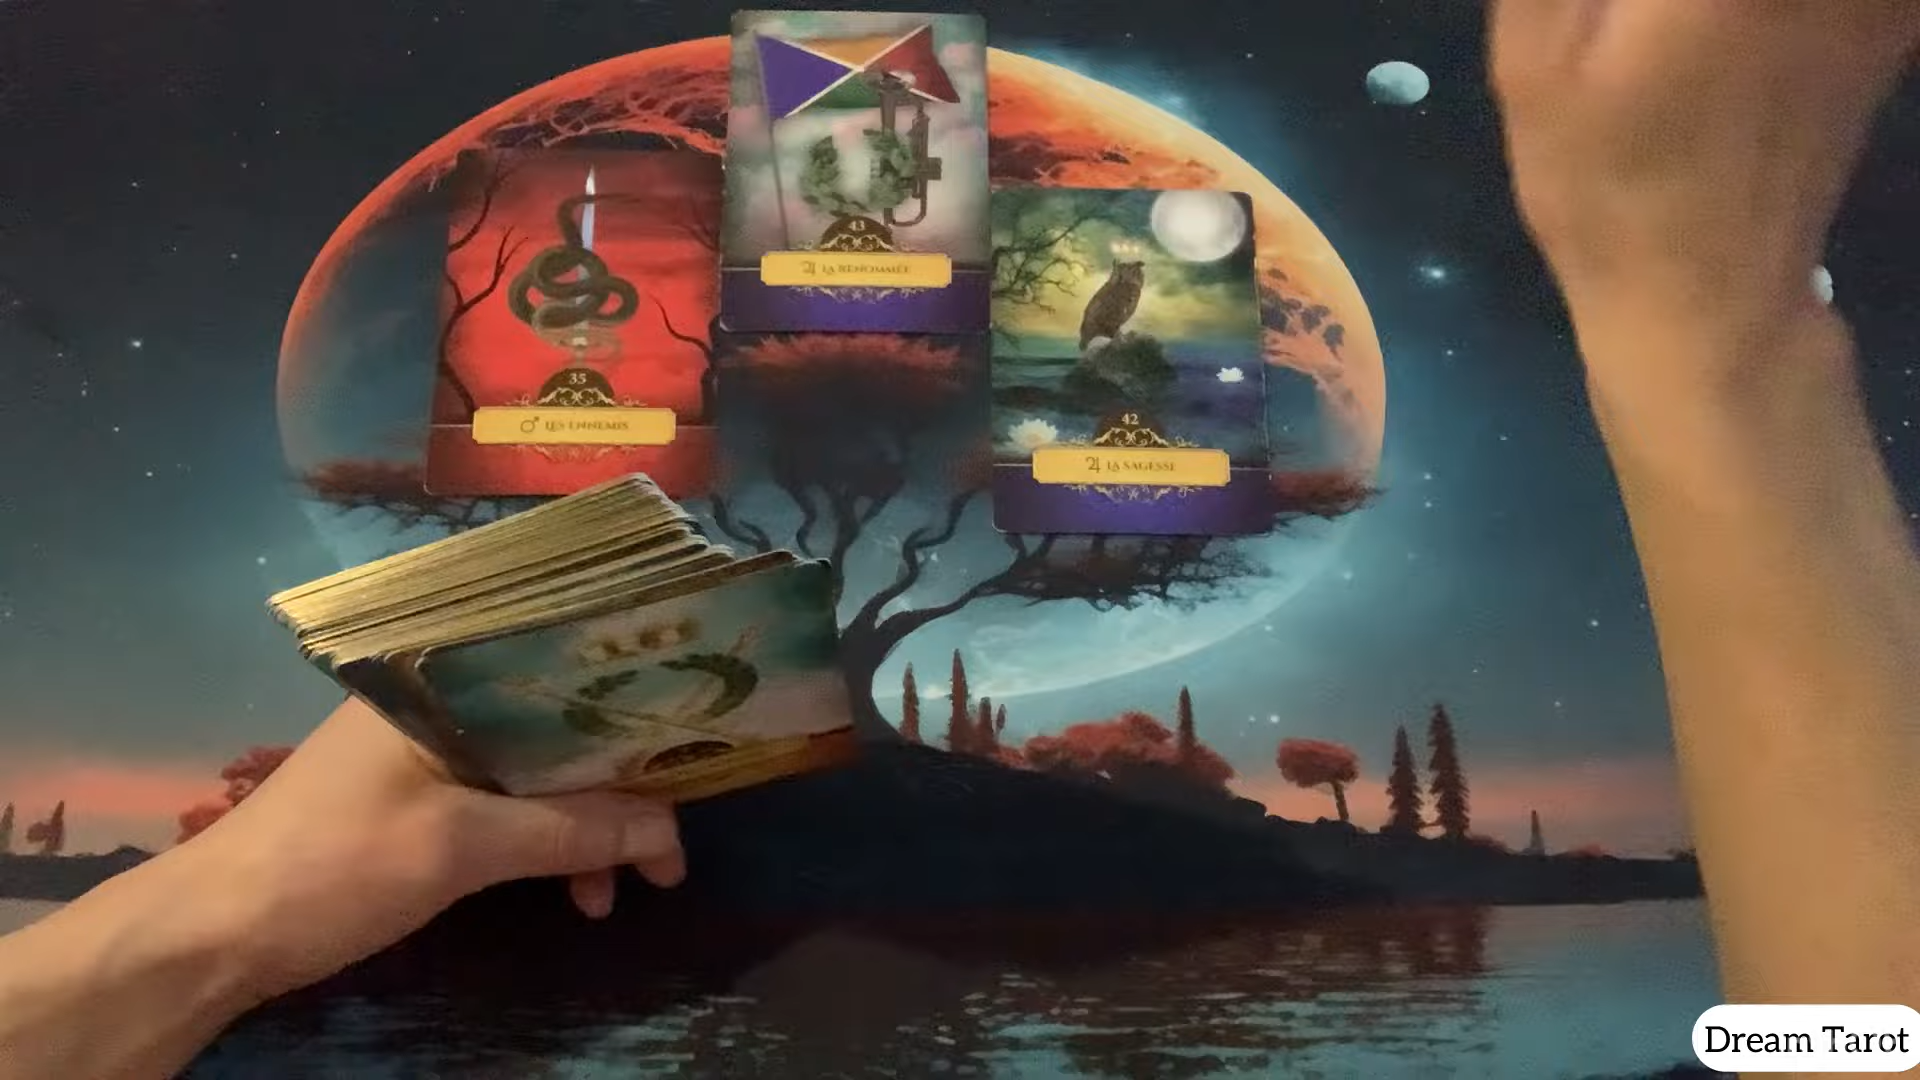 43
♃ LA RENOMMÉE
35
♂ LES ENNEMIS
42
♃ LA SAGESSE
Dream Tarot